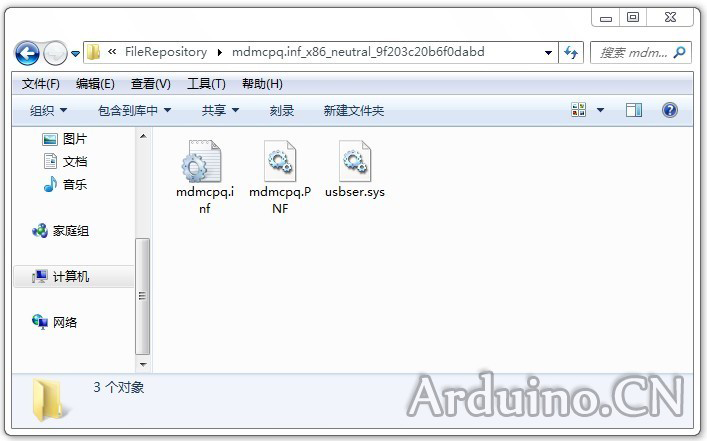 « FileRepository ▸ mdmcpq.inf_x86_neutral_9f203c20b6f0dabd
搜索 mdm...
文件(F) 编辑(E) 查看(V) 工具(T) 帮助(H)
组织 包含到库中 共享 刻录 新建文件夹
图片
文档
音乐
家庭组
计算机
网络
mdmcpq.i
nf
mdmcpq.P
NF
usbser.sys
3 个对象
Arduino.CN